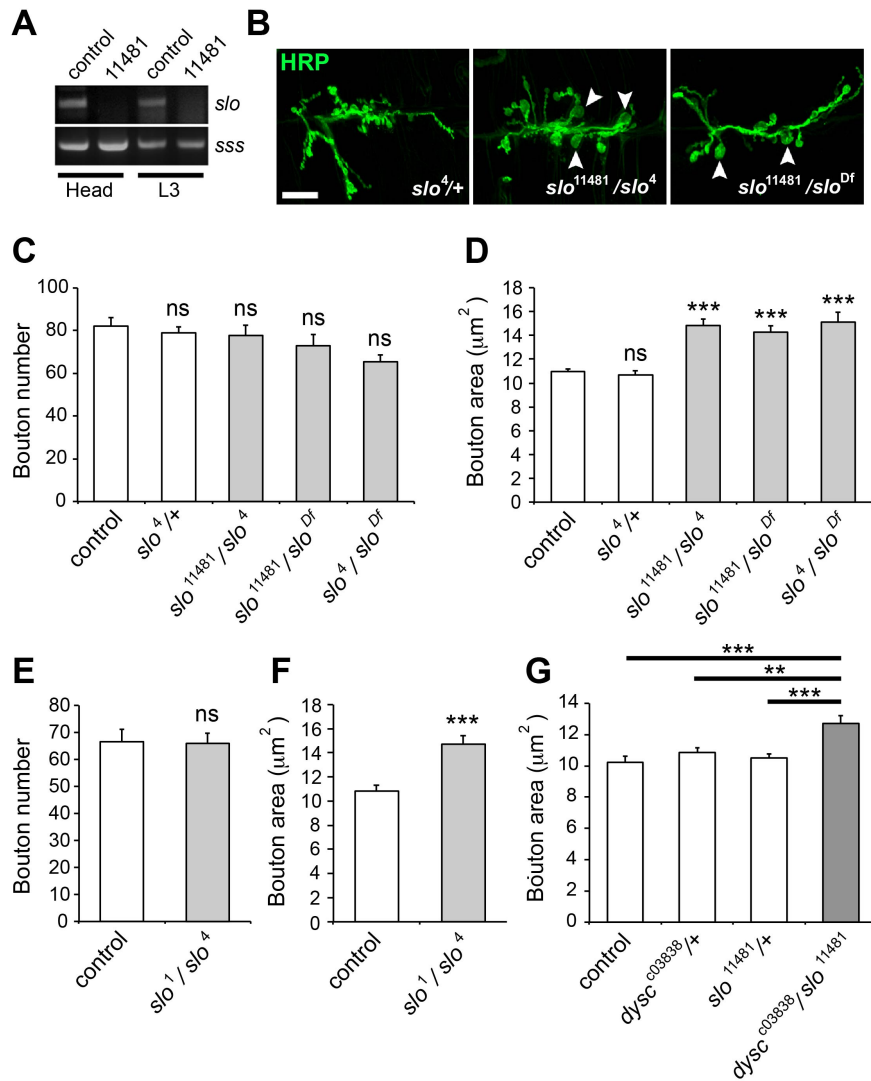 A
control
11481
control
11481
slo
sss
Head
L3
B
HRP
slo4/+
slo11481/slo4
slo11481/sloDf
C
Bouton number
100
80
60
40
20
0
ns
ns
ns
ns
control
slo4/+
slo11481/slo4
slo11481/sloDf
slo4/sloDf
D
Bouton area (μm2)
18
16
14
12
10
8
6
4
2
0
ns
***
***
***
control
slo4/+
slo11481/slo4
slo11481/sloDf
slo4/sloDf
E
Bouton number
80
70
60
50
40
30
20
10
0
ns
control
slo1/slo4
F
Bouton area (μm2)
18
16
14
12
10
8
6
4
2
0
***
control
slo1/slo4
G
***
**
***
Bouton area (μm2)
14
12
10
8
6
4
2
0
control
dyscc03838/+
slo11481/+
dyscc03838/slo11481